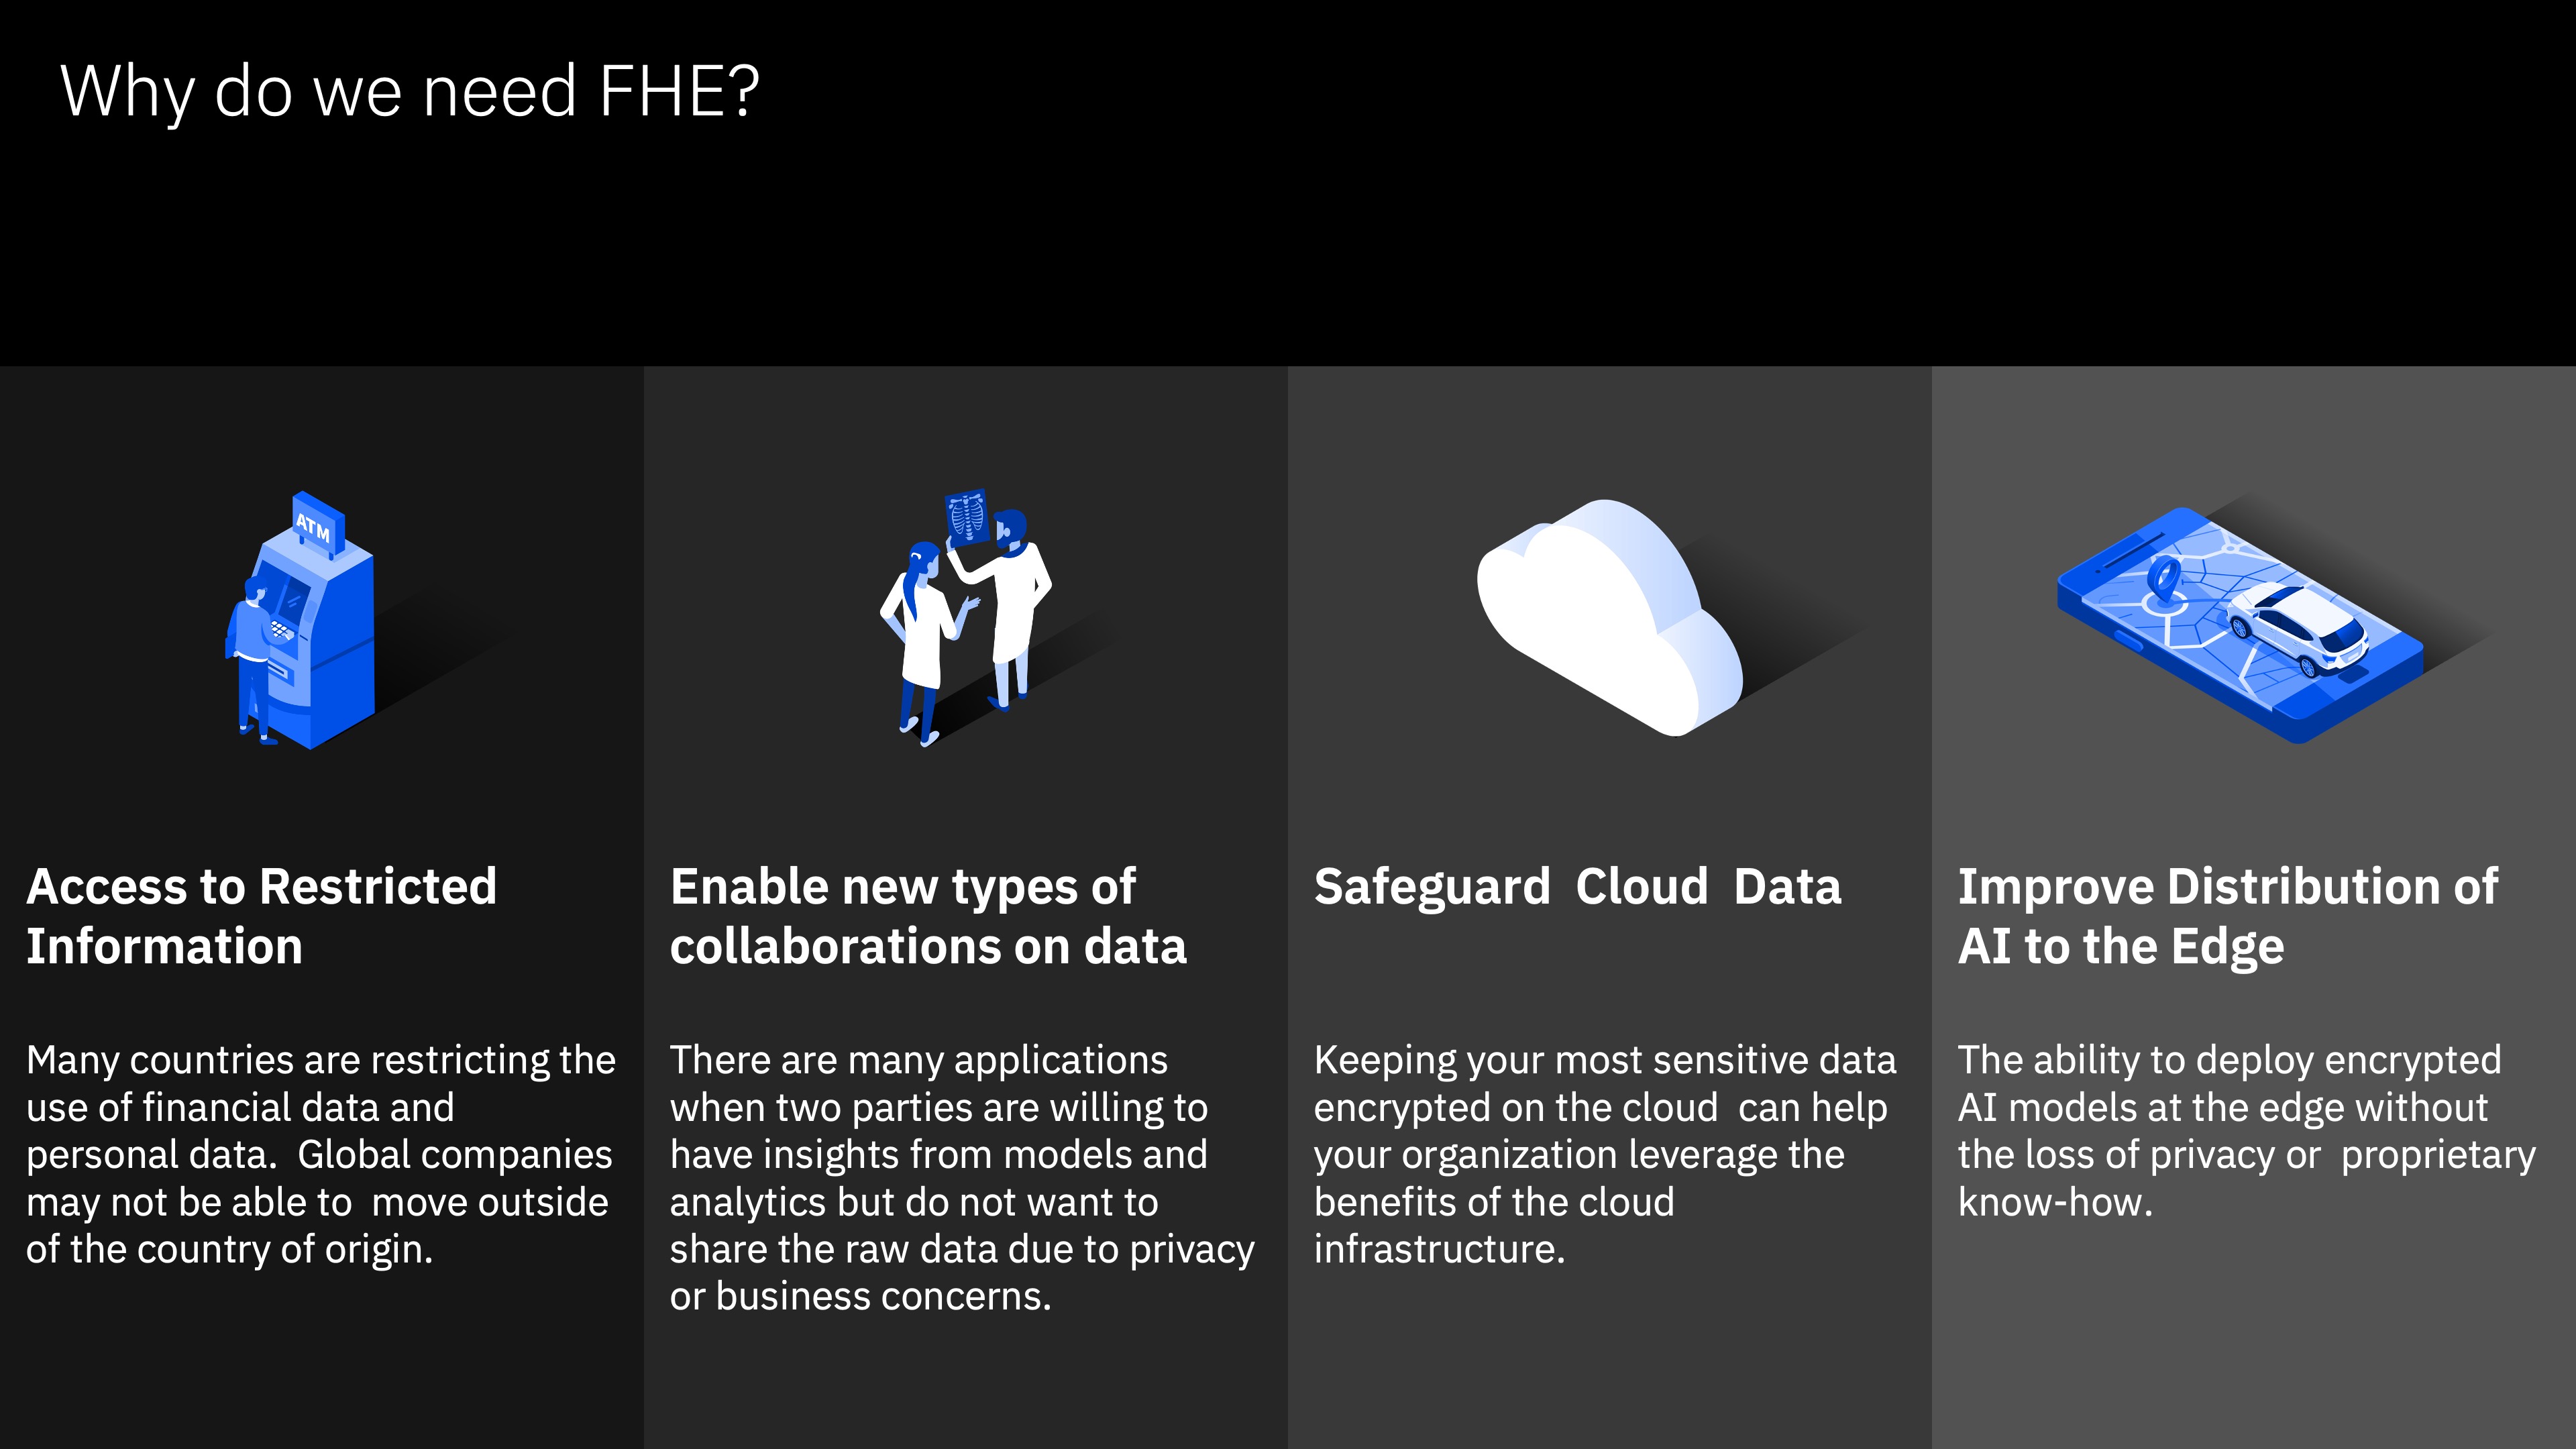 Why do we need FHE?
ATM
Access to Restricted
Information
Many countries are restricting the
use of financial data and
personal data.  Global companies
may not be able to  move outside
of the country of origin.
Enable new types of
collaborations on data
There are many applications
when two parties are willing to
have insights from models and
analytics but do not want to
share the raw data due to privacy
or business concerns.
Safeguard  Cloud  Data
Keeping your most sensitive data
encrypted on the cloud  can help
your organization leverage the
benefits of the cloud
infrastructure.
Improve Distribution of
AI to the Edge
The ability to deploy encrypted
AI models at the edge without
the loss of privacy or  proprietary
know-how.